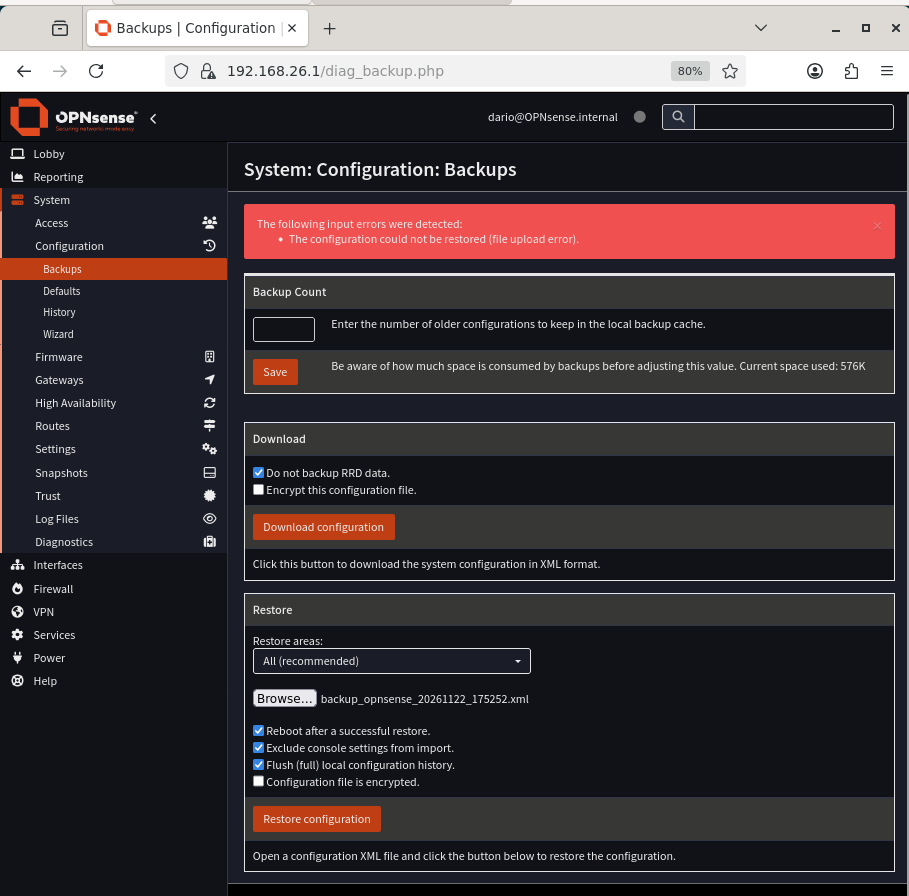 Backups | Configuration
192.168.26.1/diag_backup.php
80%
OPNsense
Securing networks made easy
dario@OPNsense.internal
Lobby
Reporting
System
Access
Configuration
Backups
Defaults
History
Wizard
Firmware
Gateways
High Availability
Routes
Settings
Snapshots
Trust
Log Files
Diagnostics
Interfaces
Firewall
VPN
Services
Power
Help
System: Configuration: Backups
The following input errors were detected:
• The configuration could not be restored (file upload error).
×
Backup Count
Enter the number of older configurations to keep in the local backup cache.
Save
Be aware of how much space is consumed by backups before adjusting this value. Current space used: 576K
Download
Do not backup RRD data.
Encrypt this configuration file.
Download configuration
Click this button to download the system configuration in XML format.
Restore
Restore areas:
All (recommended)
Browse... backup_opnsense_20261122_175252.xml
Reboot after a successful restore.
Exclude console settings from import.
Flush (full) local configuration history.
Configuration file is encrypted.
Restore configuration
Open a configuration XML file and click the button below to restore the configuration.